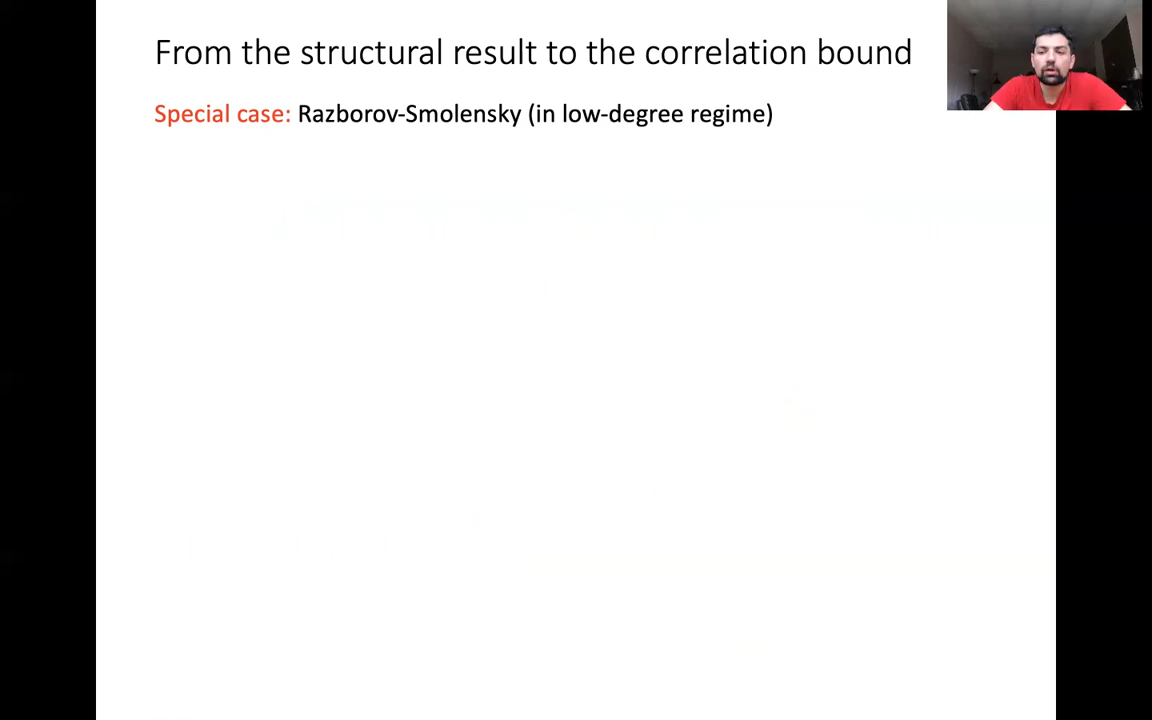 From the structural result to the correlation bound
Special case: Razborov-Smolensky (in low-degree regime)